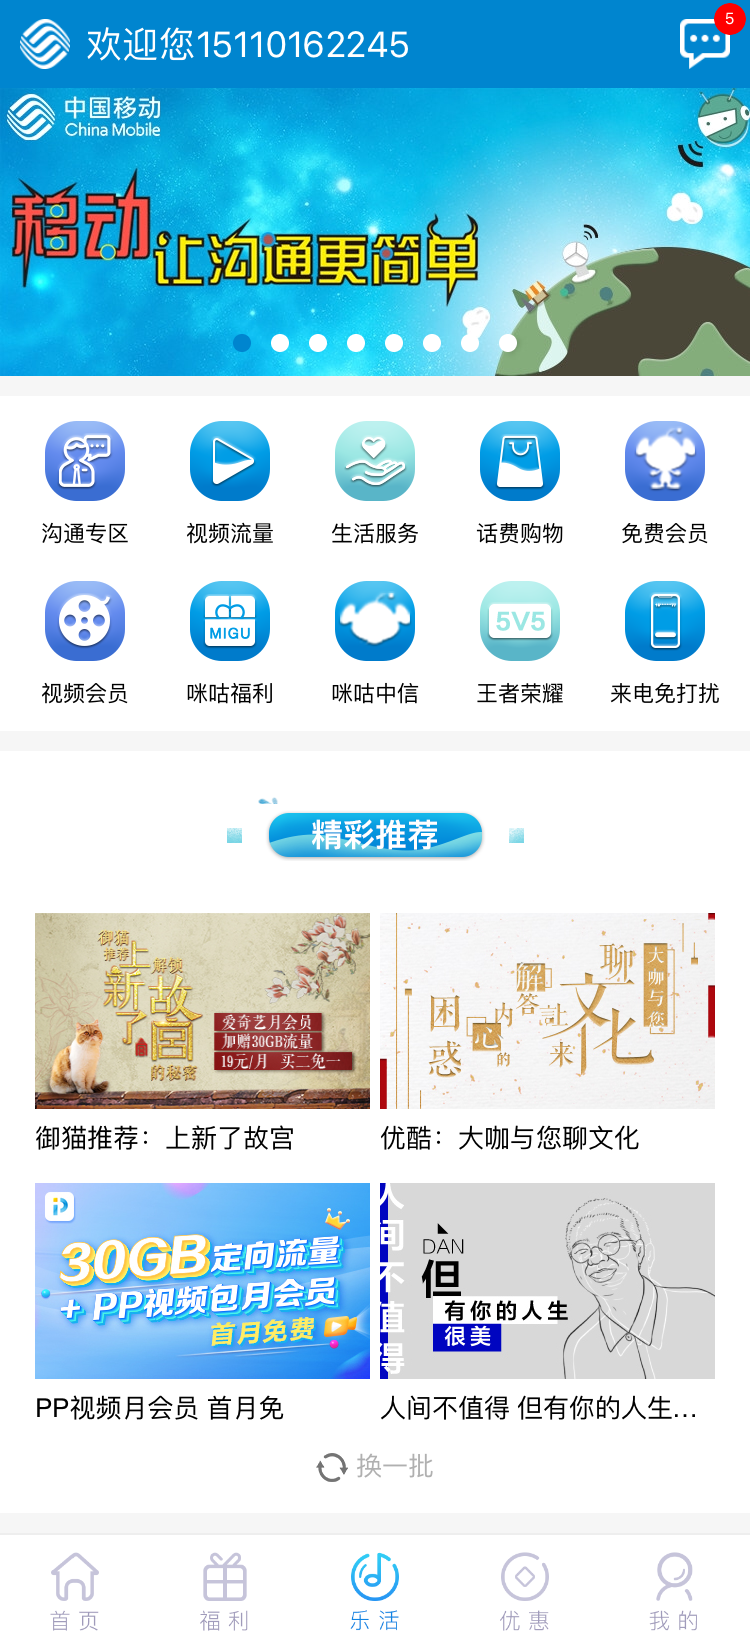 欢迎您15110162245
5
中国移动
China Mobile
移动
让沟通更简单
沟通专区
视频流量
生活服务
话费购物
免费会员
MIGU
5V5
视频会员
咪咕福利
咪咕中信
王者荣耀
来电免打扰
精彩推荐
御猫
推荐
上
新
了
解锁
故
宫
的秘密
爱奇艺月会员
加赠30GB流量
19元/月 买二免一
大咖与您
聊
文化
让
来
解
答
内
心
的
困
惑
御猫推荐：上新了故宫
优酷：大咖与您聊文化
30GB定向流量
+ PP视频包月会员
首月免费
人间不值得
DAN
但
有你的人生
很美
PP视频月会员 首月免
人间不值得 但有你的人生...
换一批
首页
福利
乐活
优惠
我的